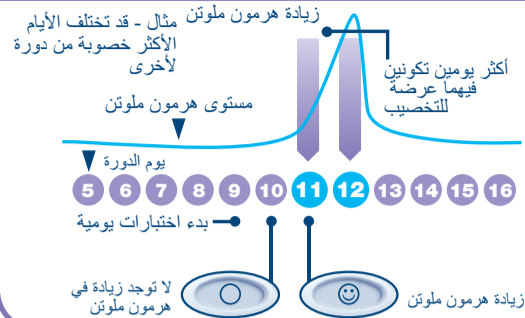 زيادة هرمون ملوتن
مثال - قد تختلف الأيام
الأكثر خصوبة من دورة
لأخرى
أكثر يومين تكونين
فيهما عرضة
للتخصيب
مستوى هرمون ملوتن
يوم الدورة
5 6 7 8 9 10 11 12 13 14 15 16
بدء اختبارات يومية
لا توجد زيادة في
هرمون ملوتن
زيادة هرمون ملوتن